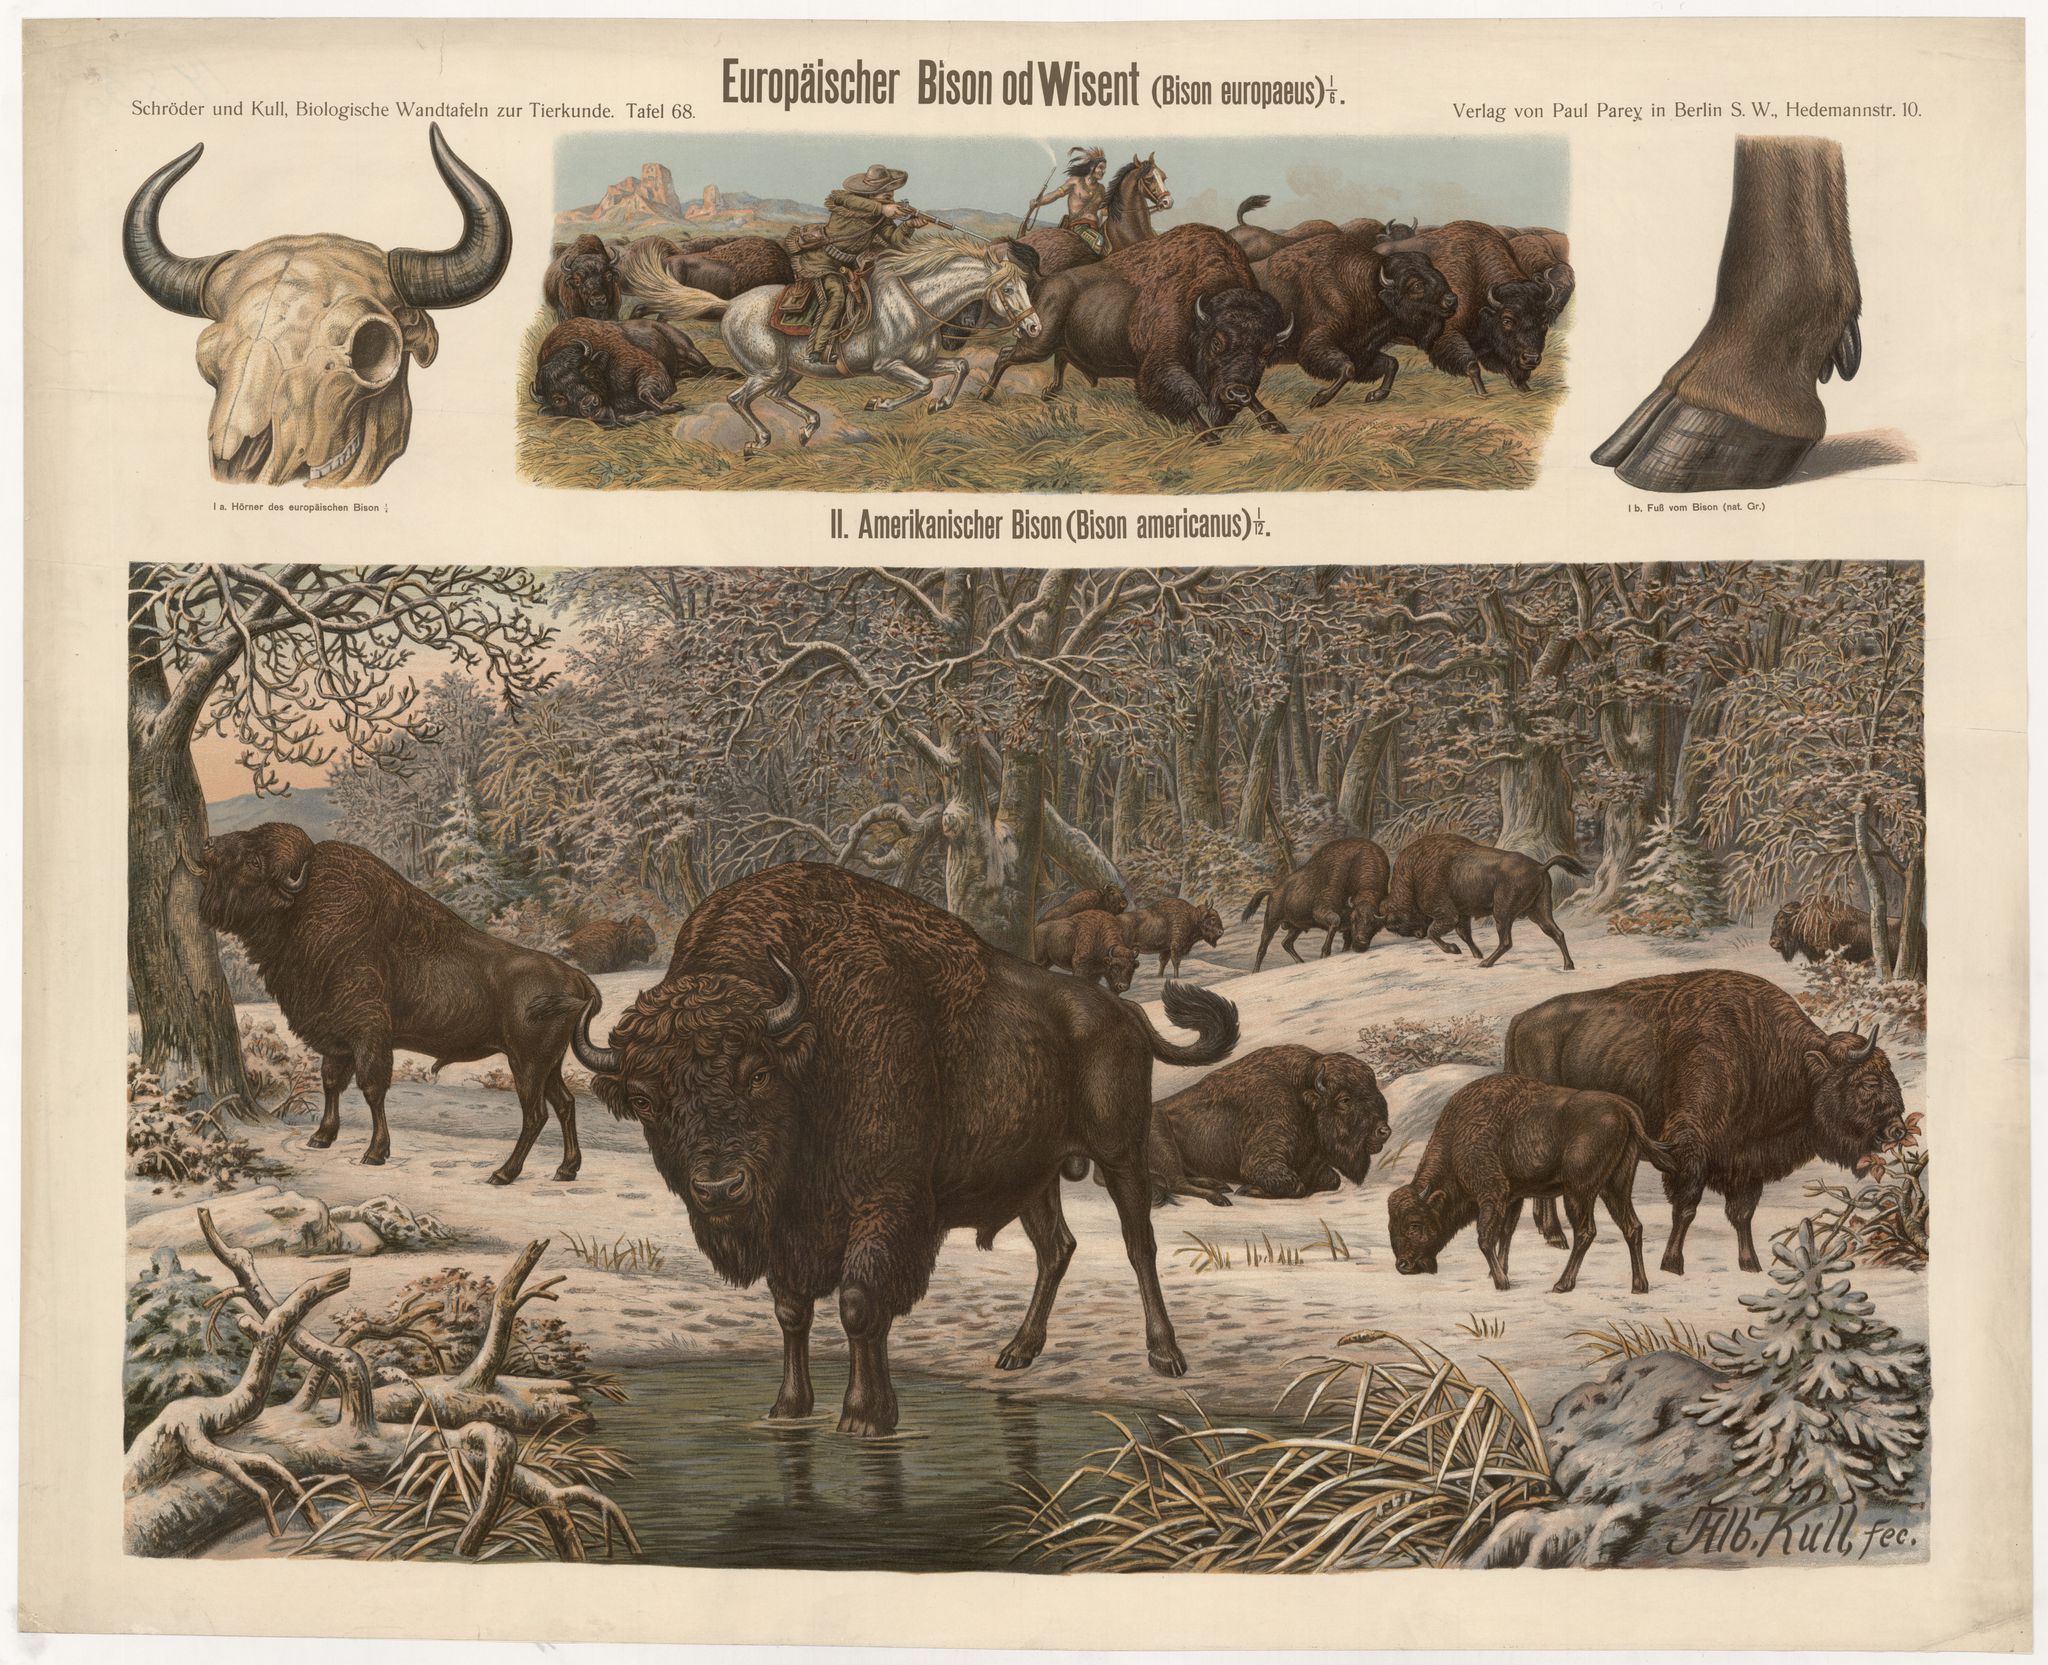 Europäischer Bison od Wisent (Bison europaeus) 1/6.
Schröder und Kull, Biologische Wandtafeln zur Tierkunde. Tafel 68.
Verlag von Paul Parey in Berlin S. W., Hedemannstr. 10.
I a. Hörner des europäischen Bison
I b. Fuß vom Bison (nat. Gr.)
II. Amerikanischer Bison (Bison americanus) 1/12.
Alb. Kull, fec.